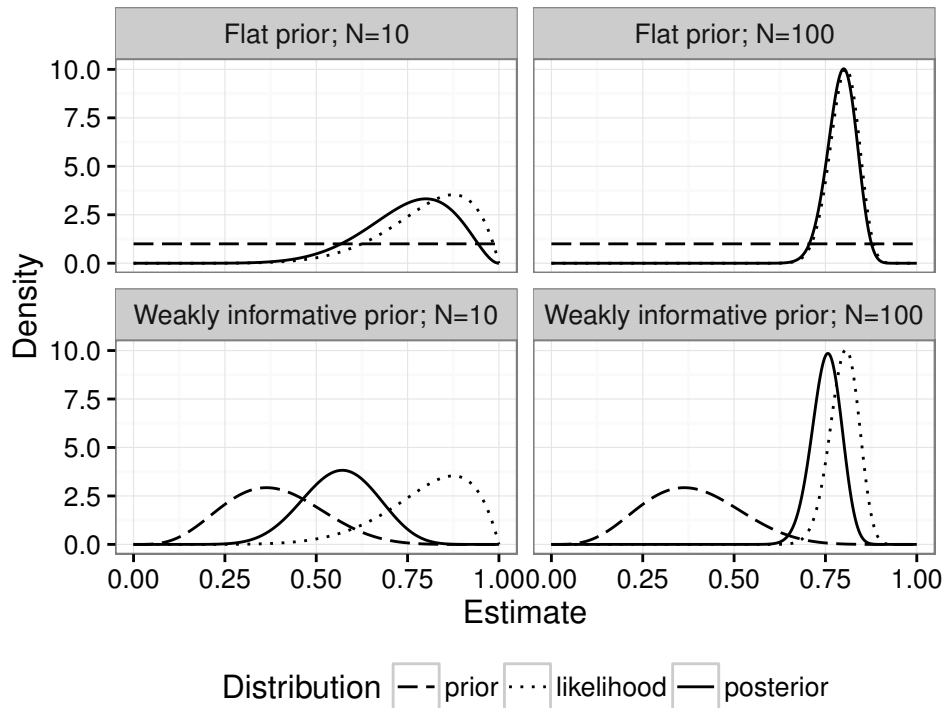 Flat prior; N=10
Flat prior; N=100
10.0
7.5
5.0
2.5
0.0
Weakly informative prior; N=10
Weakly informative prior; N=100
10.0
7.5
5.0
2.5
0.0
Density
0.00 0.25 0.50 0.75 1.00
0.00 0.25 0.50 0.75 1.00
Estimate
Distribution prior likelihood posterior